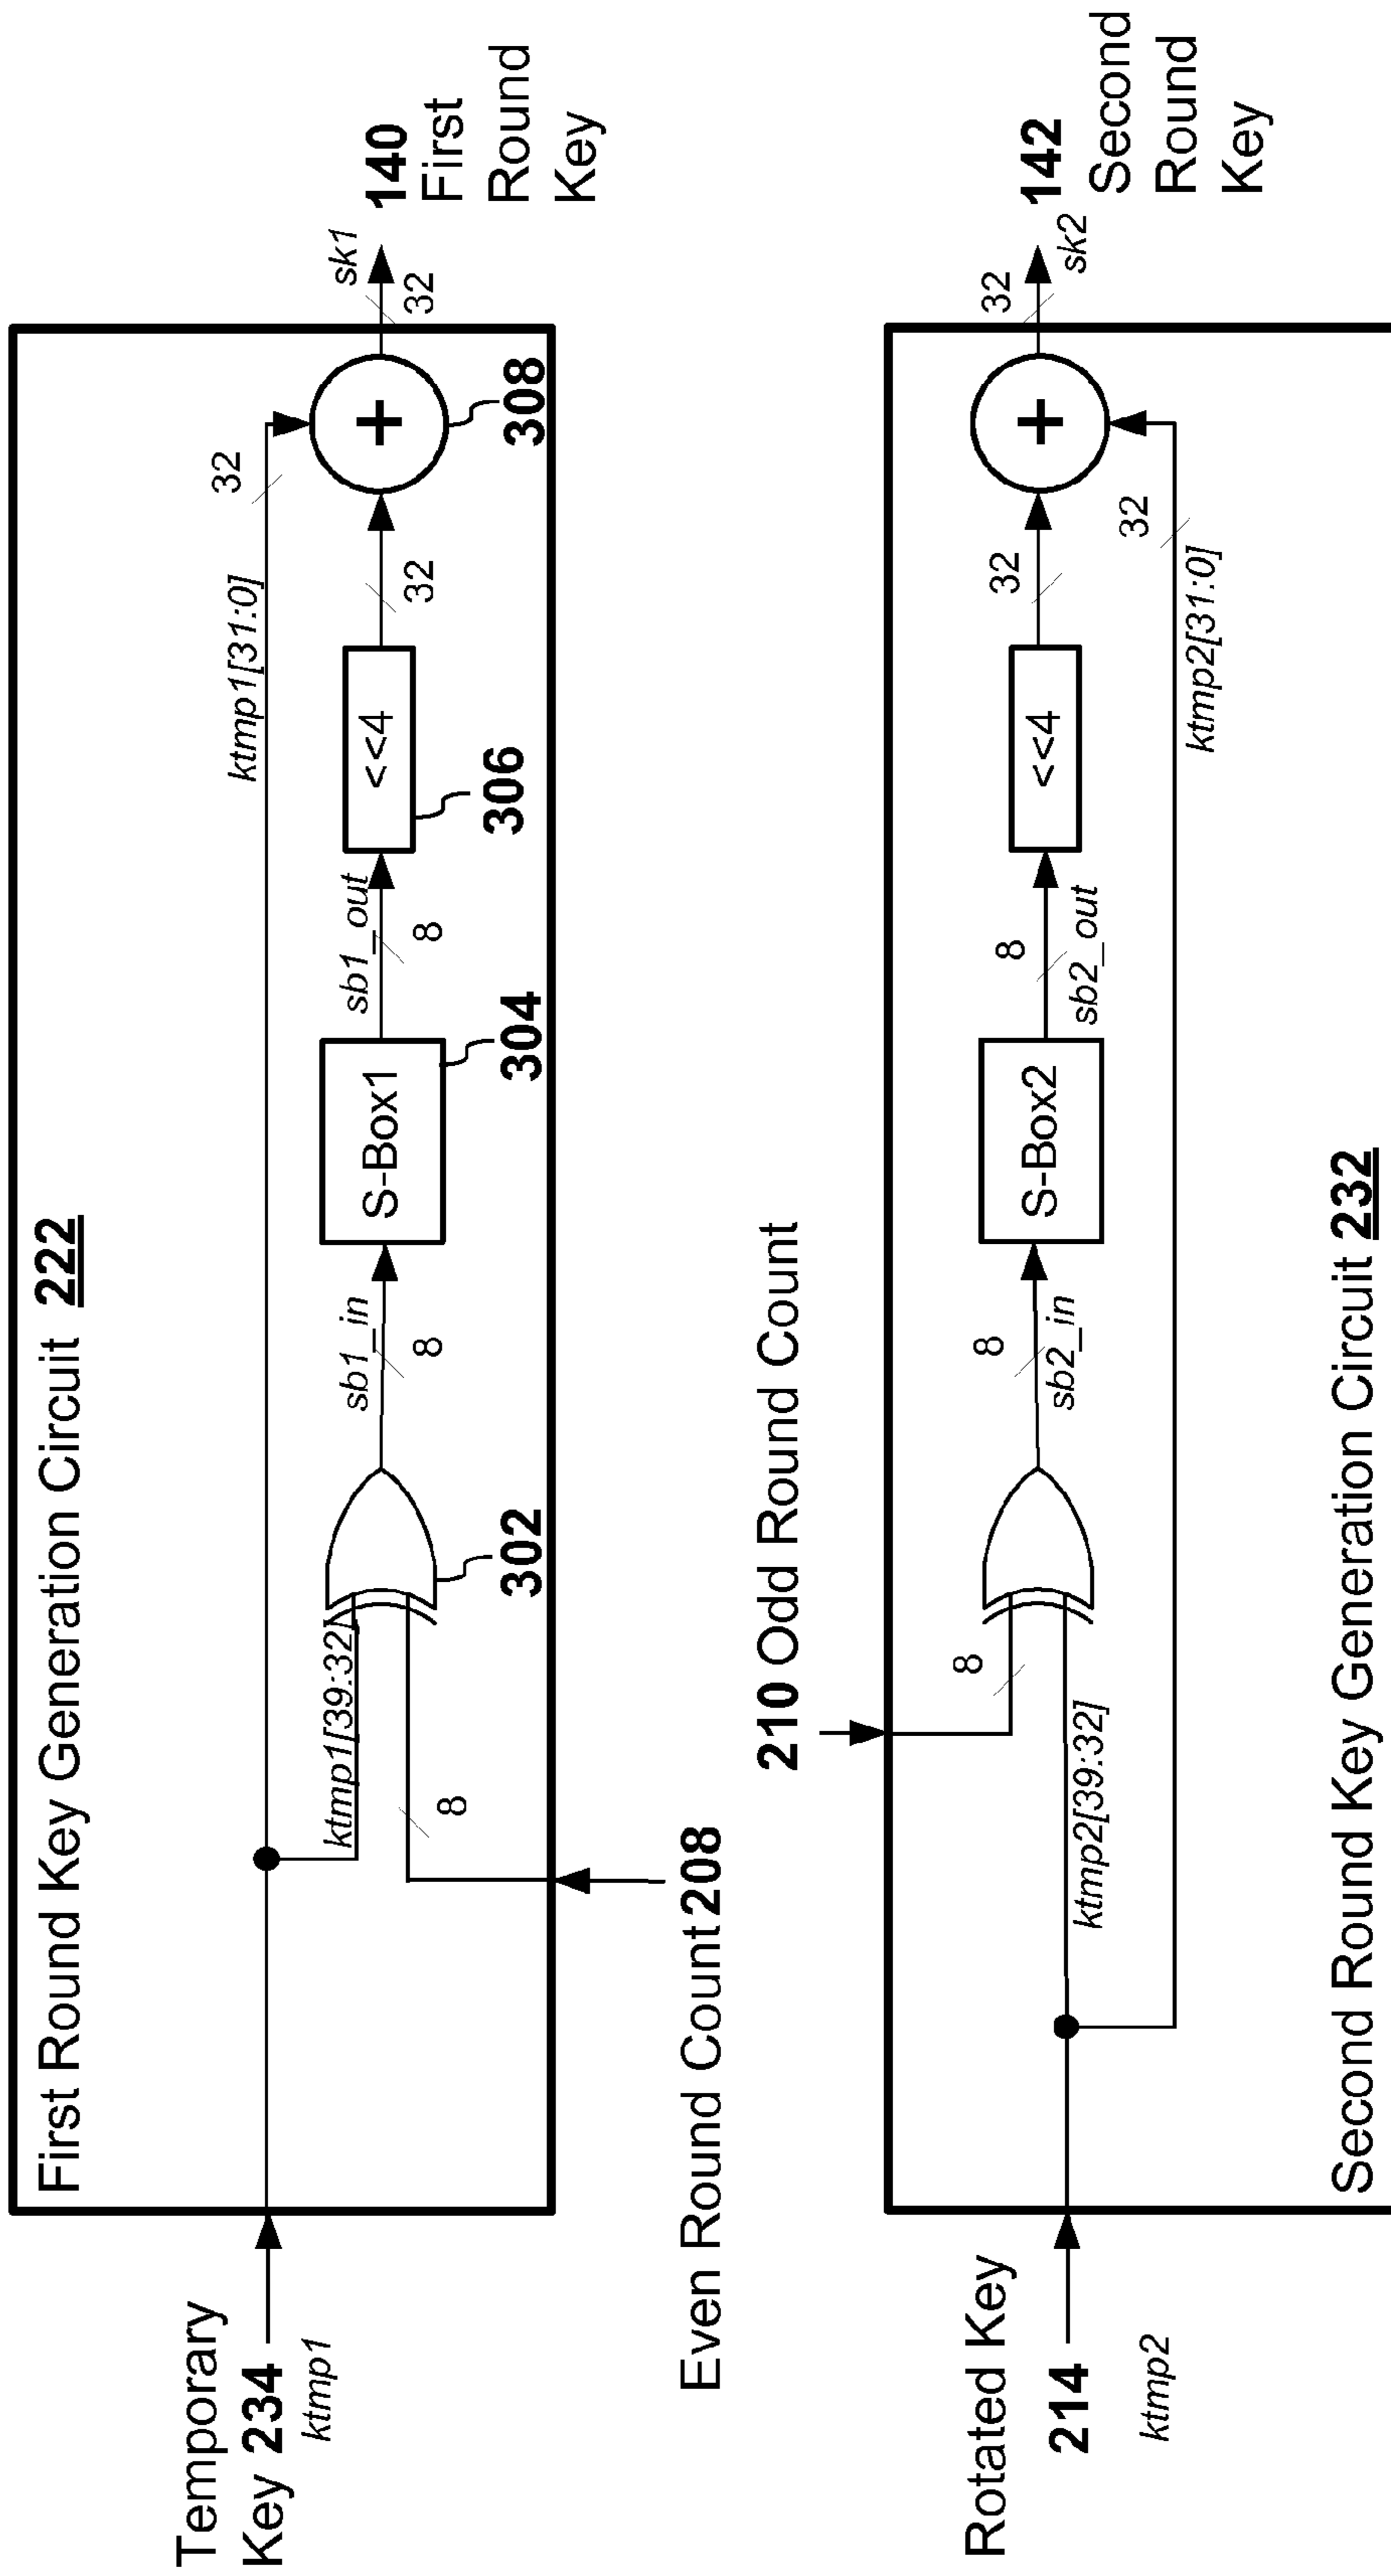 First Round Key Generation Circuit 222
Temporary
Key 234
ktmp1
ktmp1[31:0]
32
ktmp1[39:32]
8
302
sb1_in
8
S-Box1
304
sb1_out
8
<<4
306
32
308
sk1
32
140
First
Round
Key
Even Round Count 208
210 Odd Round Count
Rotated Key
214
ktmp2
8
ktmp2[39:32]
8
sb2_in
S-Box2
8
sb2_out
<<4
32
32
ktmp2[31:0]
32
sk2
142
Second
Round
Key
Second Round Key Generation Circuit 232